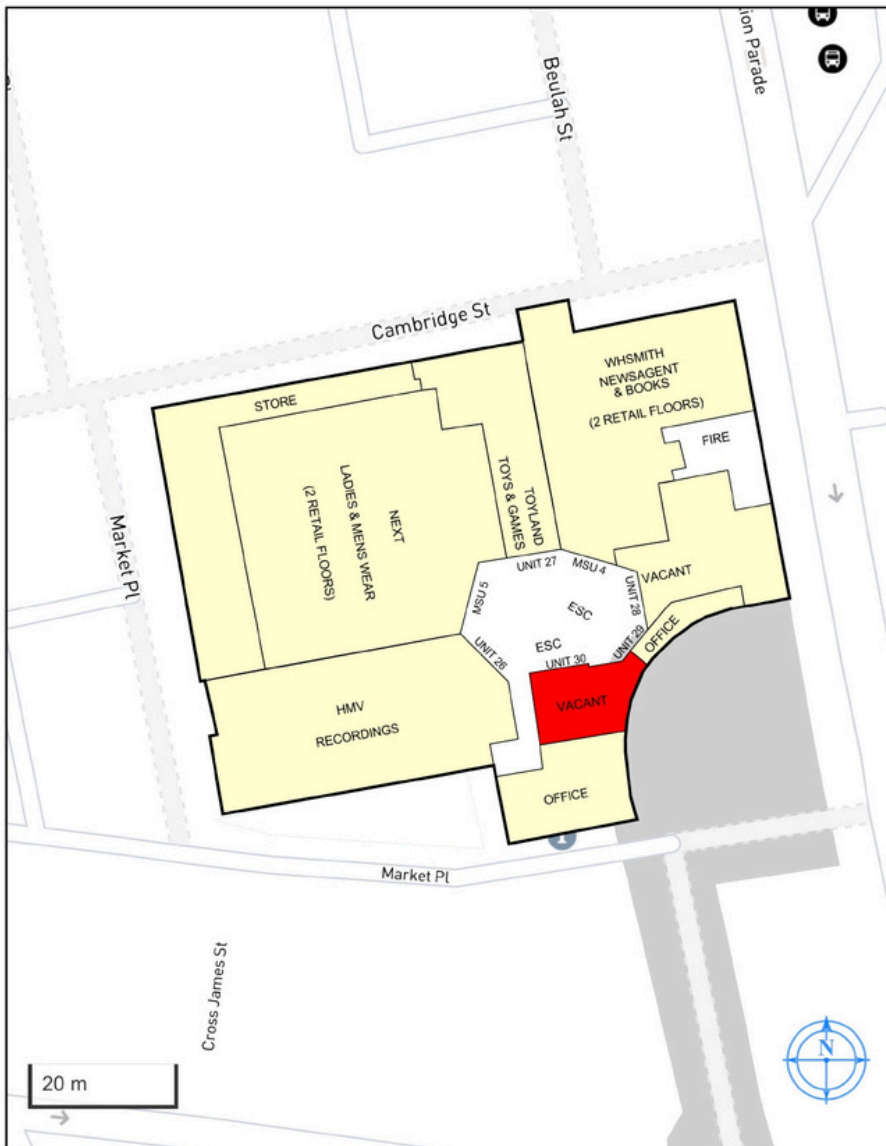 ion Parade
Beulah St
Cambridge St
WHSMITH
NEWSAGENT
& BOOKS
(2 RETAIL FLOORS)
STORE
FIRE
TOYLAND
TOYS & GAMES
NEXT
LADIES & MENS WEAR
(2 RETAIL FLOORS)
Market Pl
UNIT 27
MSU 4
MSU 5
UNIT 28
VACANT
ESC
ESC
UNIT 29
OFFICE
UNIT 26
UNIT 30
VACANT
HMV
RECORDINGS
OFFICE
Market Pl
Cross James St
20 m
N